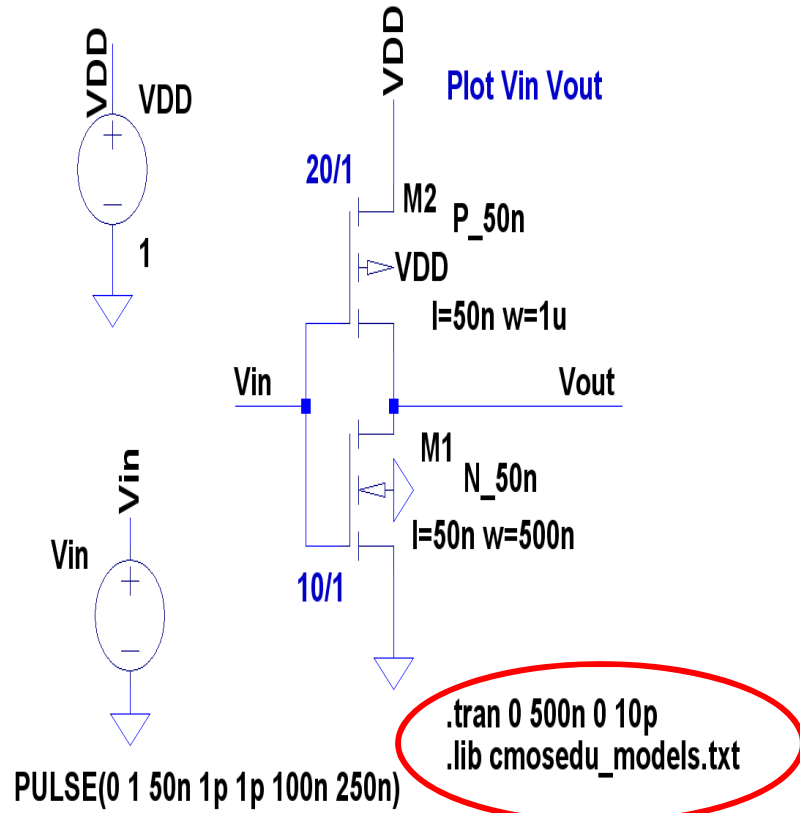 VDD
VDD
1
VDD
Plot Vin Vout
20/1
M2
P_50n
VDD
l=50n w=1u
Vin
Vout
M1
N_50n
l=50n w=500n
10/1
Vin
Vin
.tran 0 500n 0 10p
.lib cmosedu_models.txt
PULSE(0 1 50n 1p 1p 100n 250n)